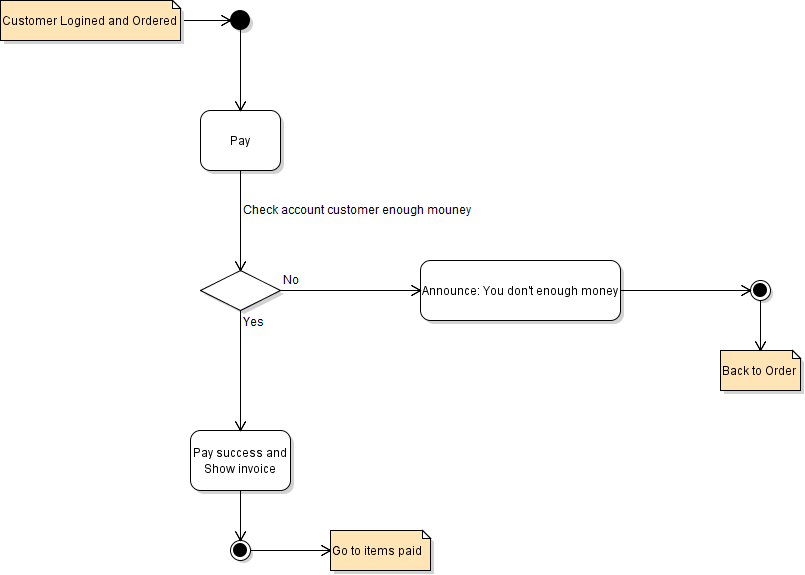 Customer Logined and Ordered
Pay
Check account customer enough mouney
No
Announce: You don't enough money
Yes
Back to Order
Pay success and
Show invoice
Go to items paid